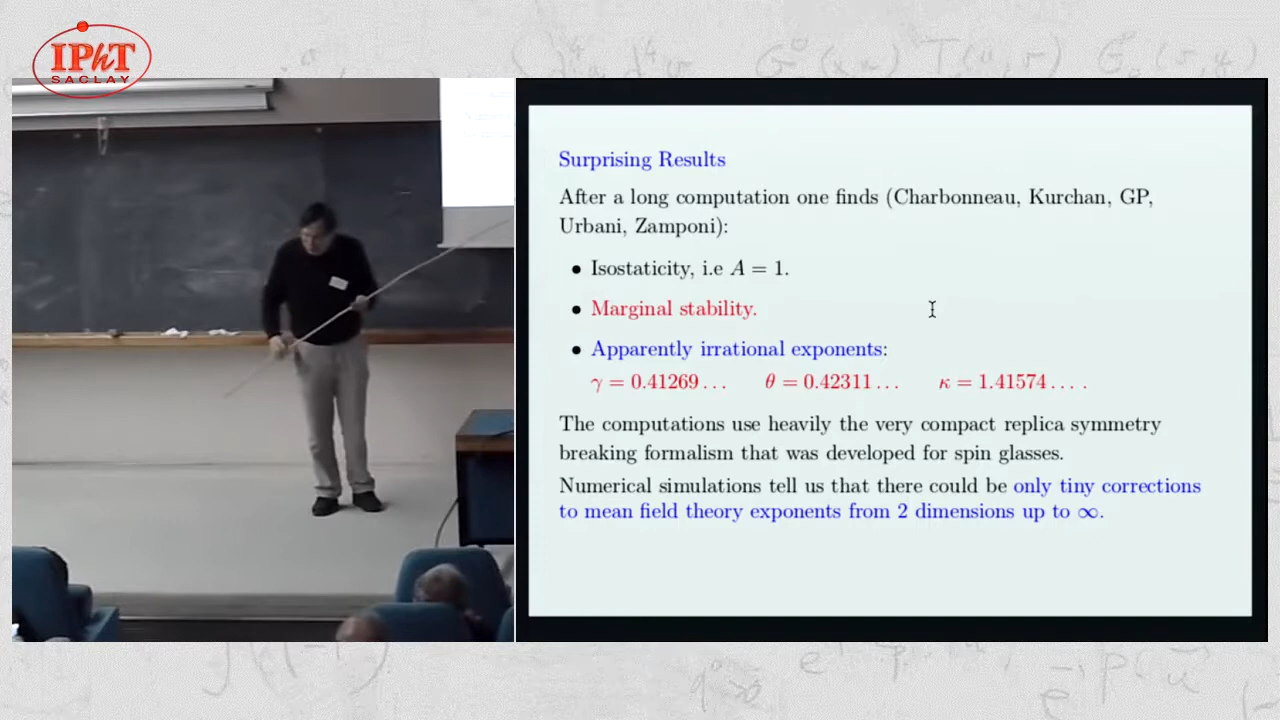 IPhT
SACLAY
Surprising Results
After a long computation one finds (Charbonneau, Kurchan, GP,
Urbani, Zamponi):
• Isostaticity, i.e A = 1.
• Marginal stability.
• Apparently irrational exponents:
γ = 0.41269... θ = 0.42311... κ = 1.41574....
The computations use heavily the very compact replica symmetry
breaking formalism that was developed for spin glasses.
Numerical simulations tell us that there could be only tiny corrections
to mean field theory exponents from 2 dimensions up to ∞.